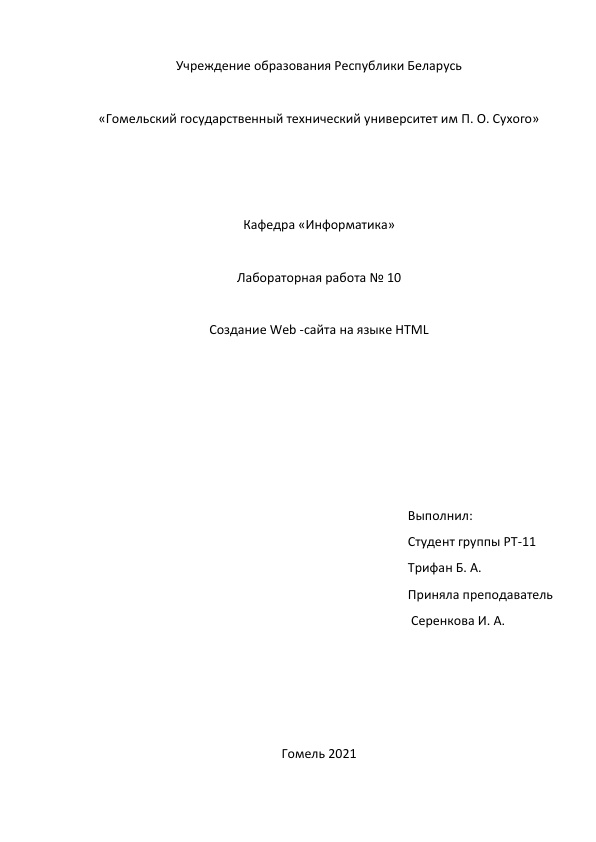 Учреждение образования Республики Беларусь
«Гомельский государственный технический университет им П. О. Сухого»
Кафедра «Информатика»
Лабораторная работа № 10
Создание Web -сайта на языке HTML
Выполнил:
Студент группы РТ-11
Трифан Б. А.
Приняла преподаватель
Серенкова И. А.
Гомель 2021